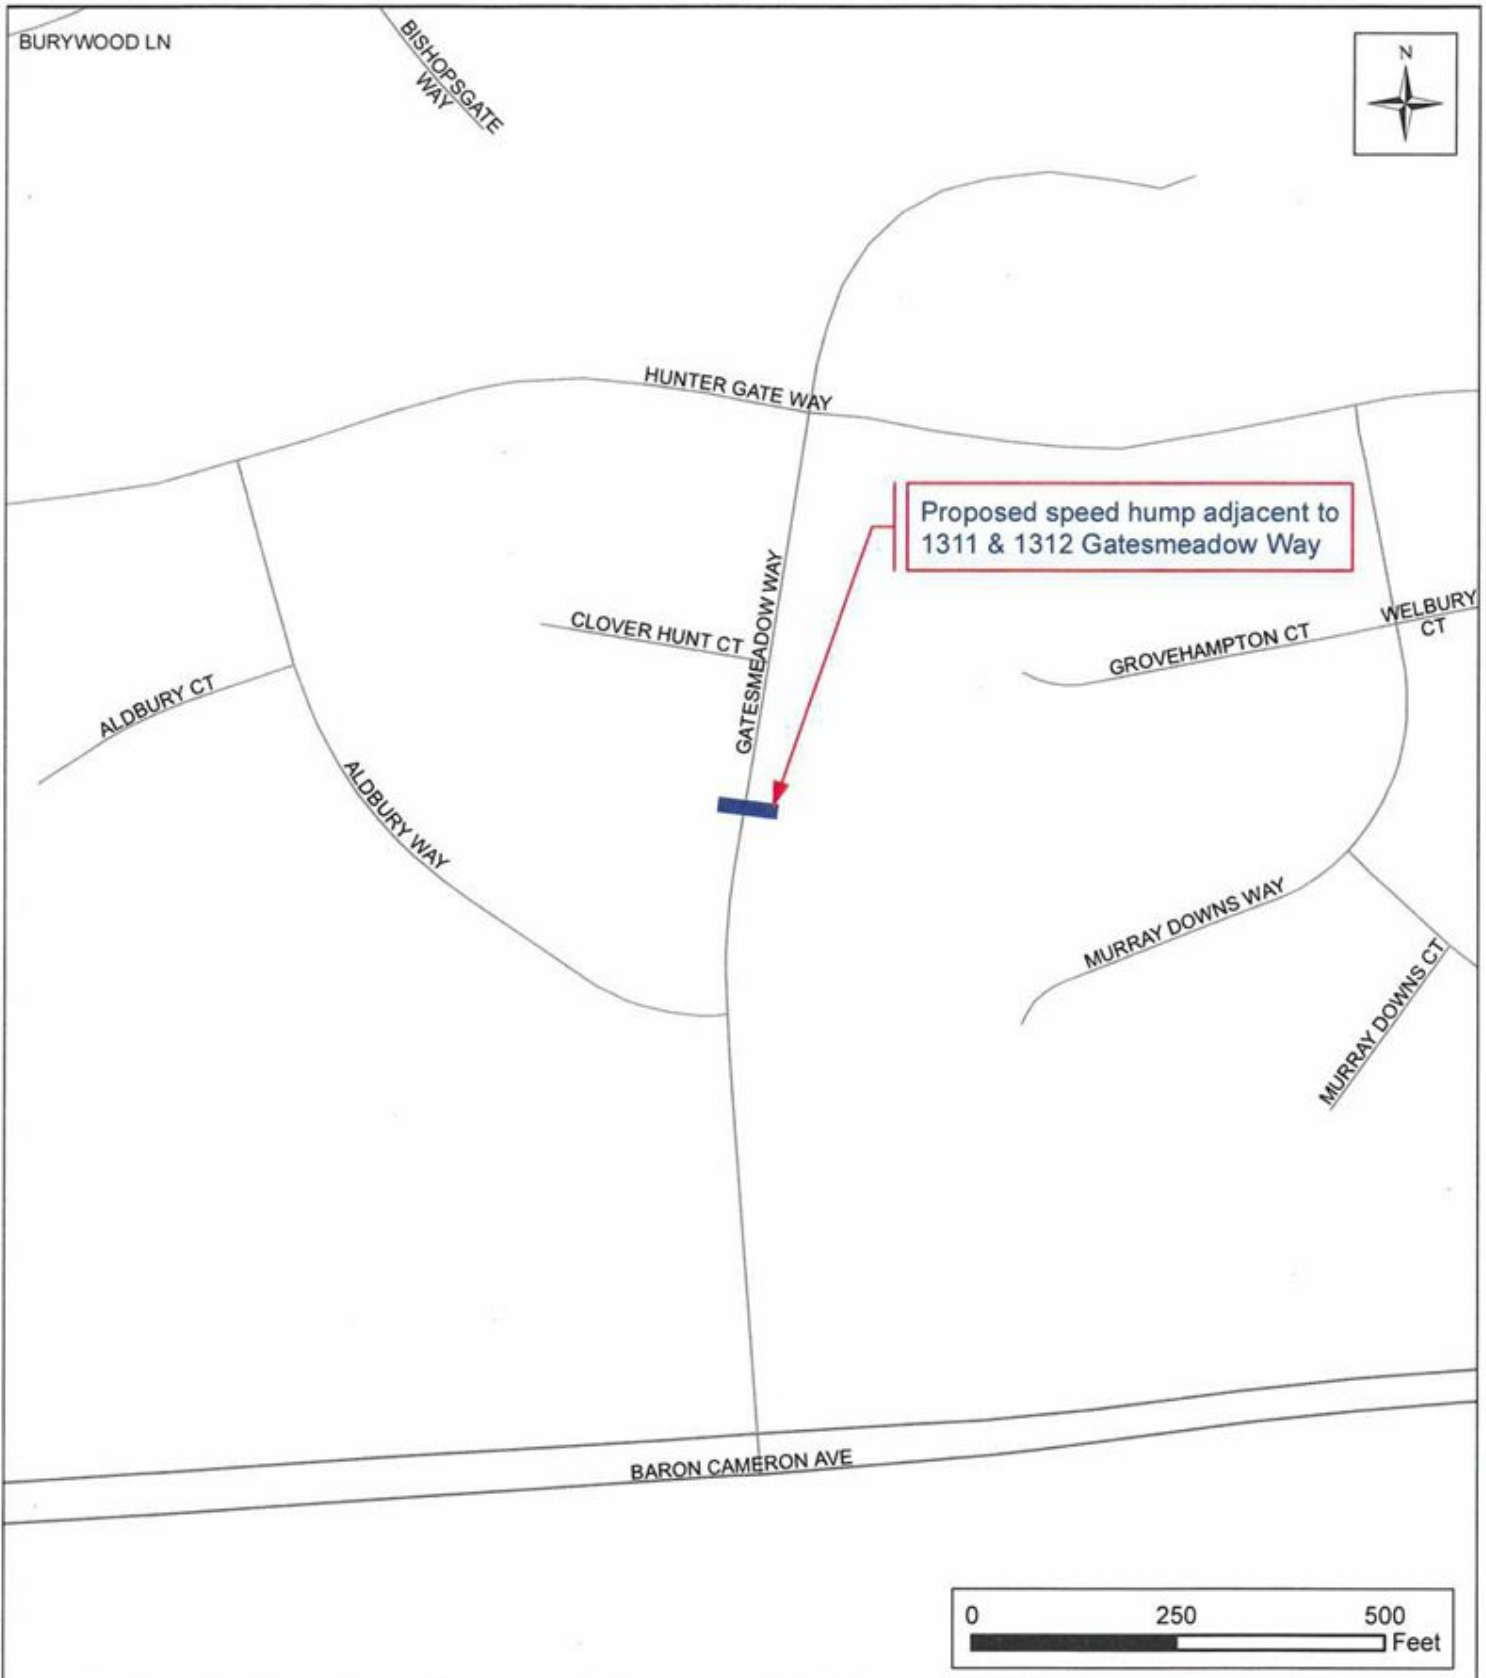 BURYWOOD LN
BISHOPSGATE
WAY
N
HUNTER GATE WAY
Proposed speed hump adjacent to
1311 & 1312 Gatesmeadow Way
GATESMEADOW WAY
CLOVER HUNT CT
WELBURY
CT
GROVEHAMPTON CT
ALDBURY CT
ALDBURY WAY
MURRAY DOWNS WAY
MURRAY DOWNS CT
BARON CAMERON AVE
0 250 500
Feet